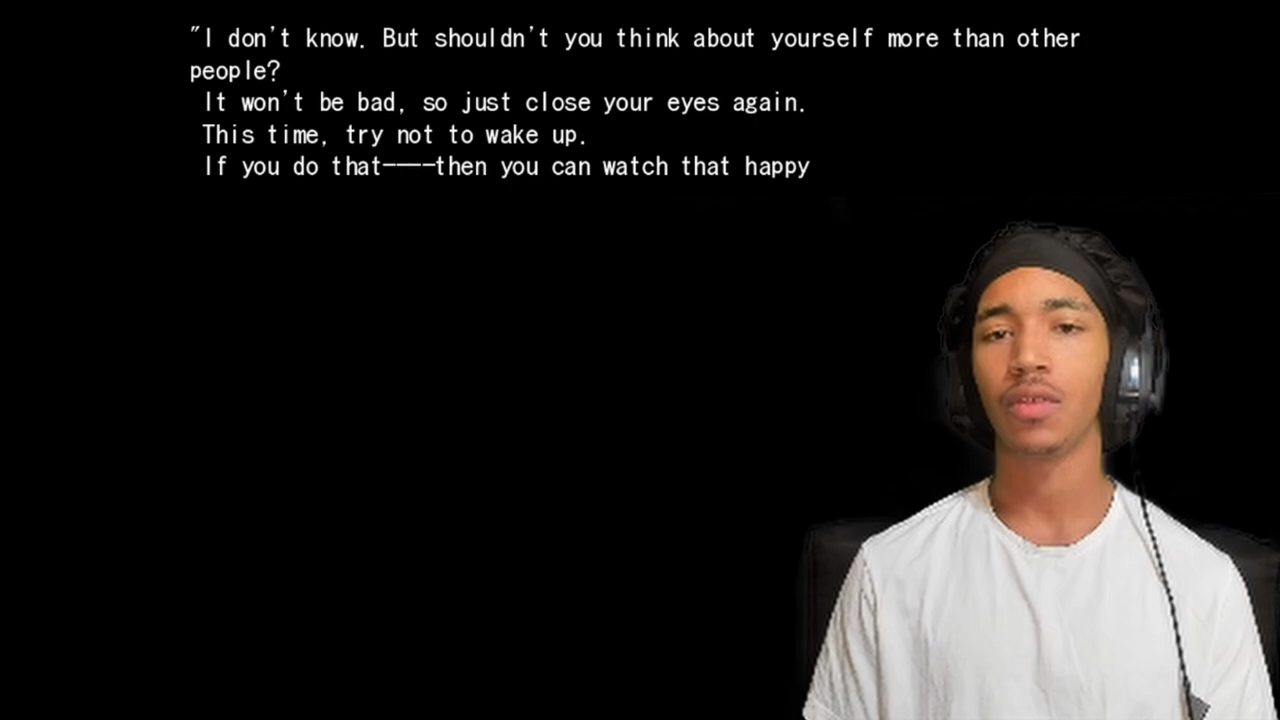 "I don't know. But shouldn't you think about yourself more than other
people?
It won't be bad, so just close your eyes again.
This time, try not to wake up.
If you do that────then you can watch that happy